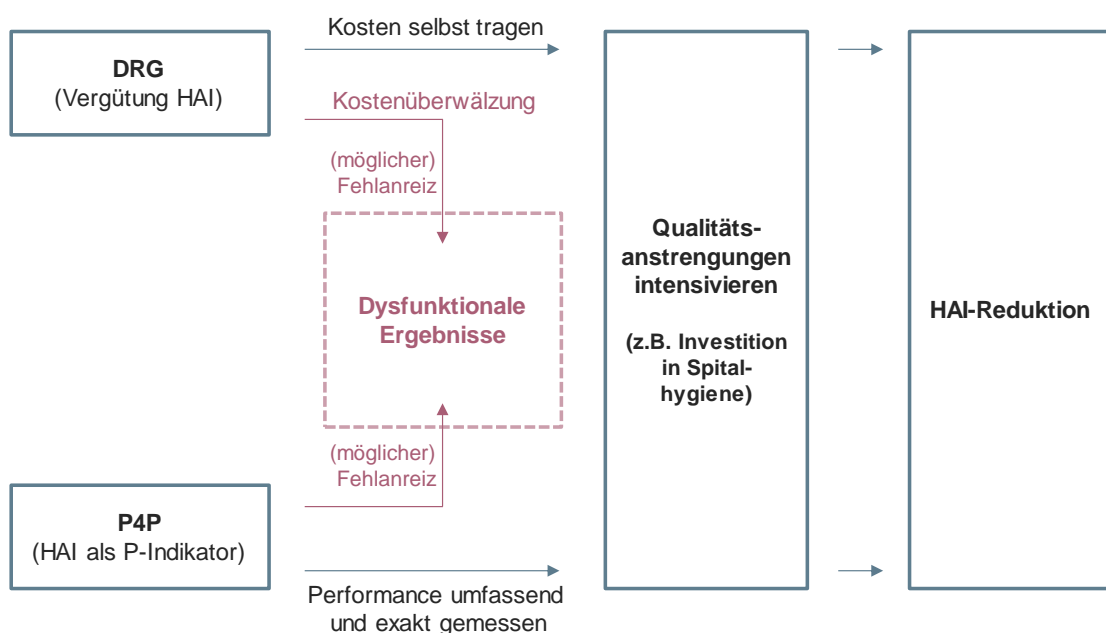 Kosten selbst tragen
DRG
(Vergütung HAI)
Kostenüberwälzung
(möglicher)
Fehlanreiz
Dysfunktionale
Ergebnisse
(möglicher)
Fehlanreiz
P4P
(HAI als P-Indikator)
Performance umfassend
und exakt gemessen
Qualitäts-
anstrengungen
intensivieren
(z.B. Investition
in Spital-
hygiene)
HAI-Reduktion